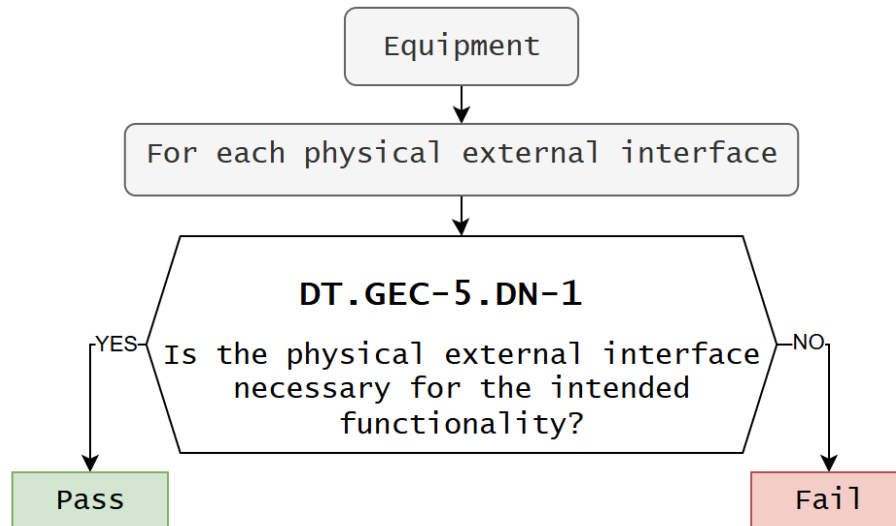 Equipment
For each physical external interface
DT.GEC-5.DN-1
YES
NO
Is the physical external interface
necessary for the intended
functionality?
Pass
Fail